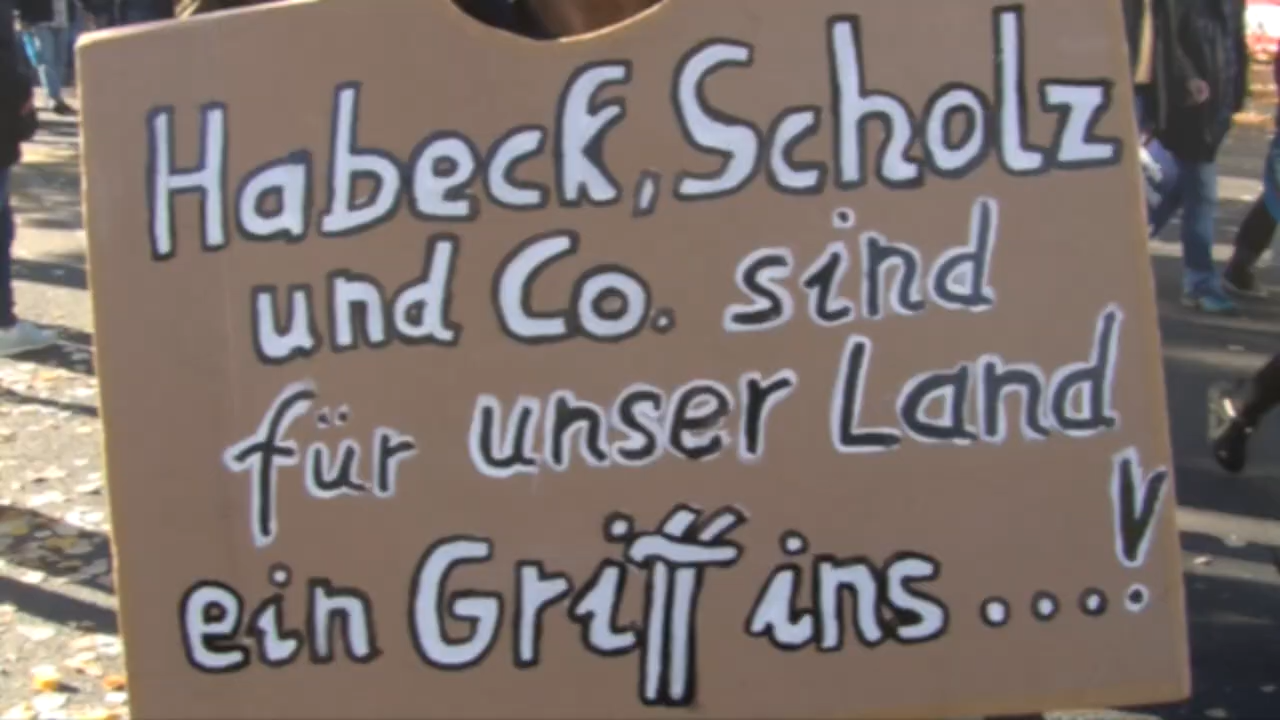 Habeck, Scholz
und Co. sind
für unser Land
ein Griff ins ...!